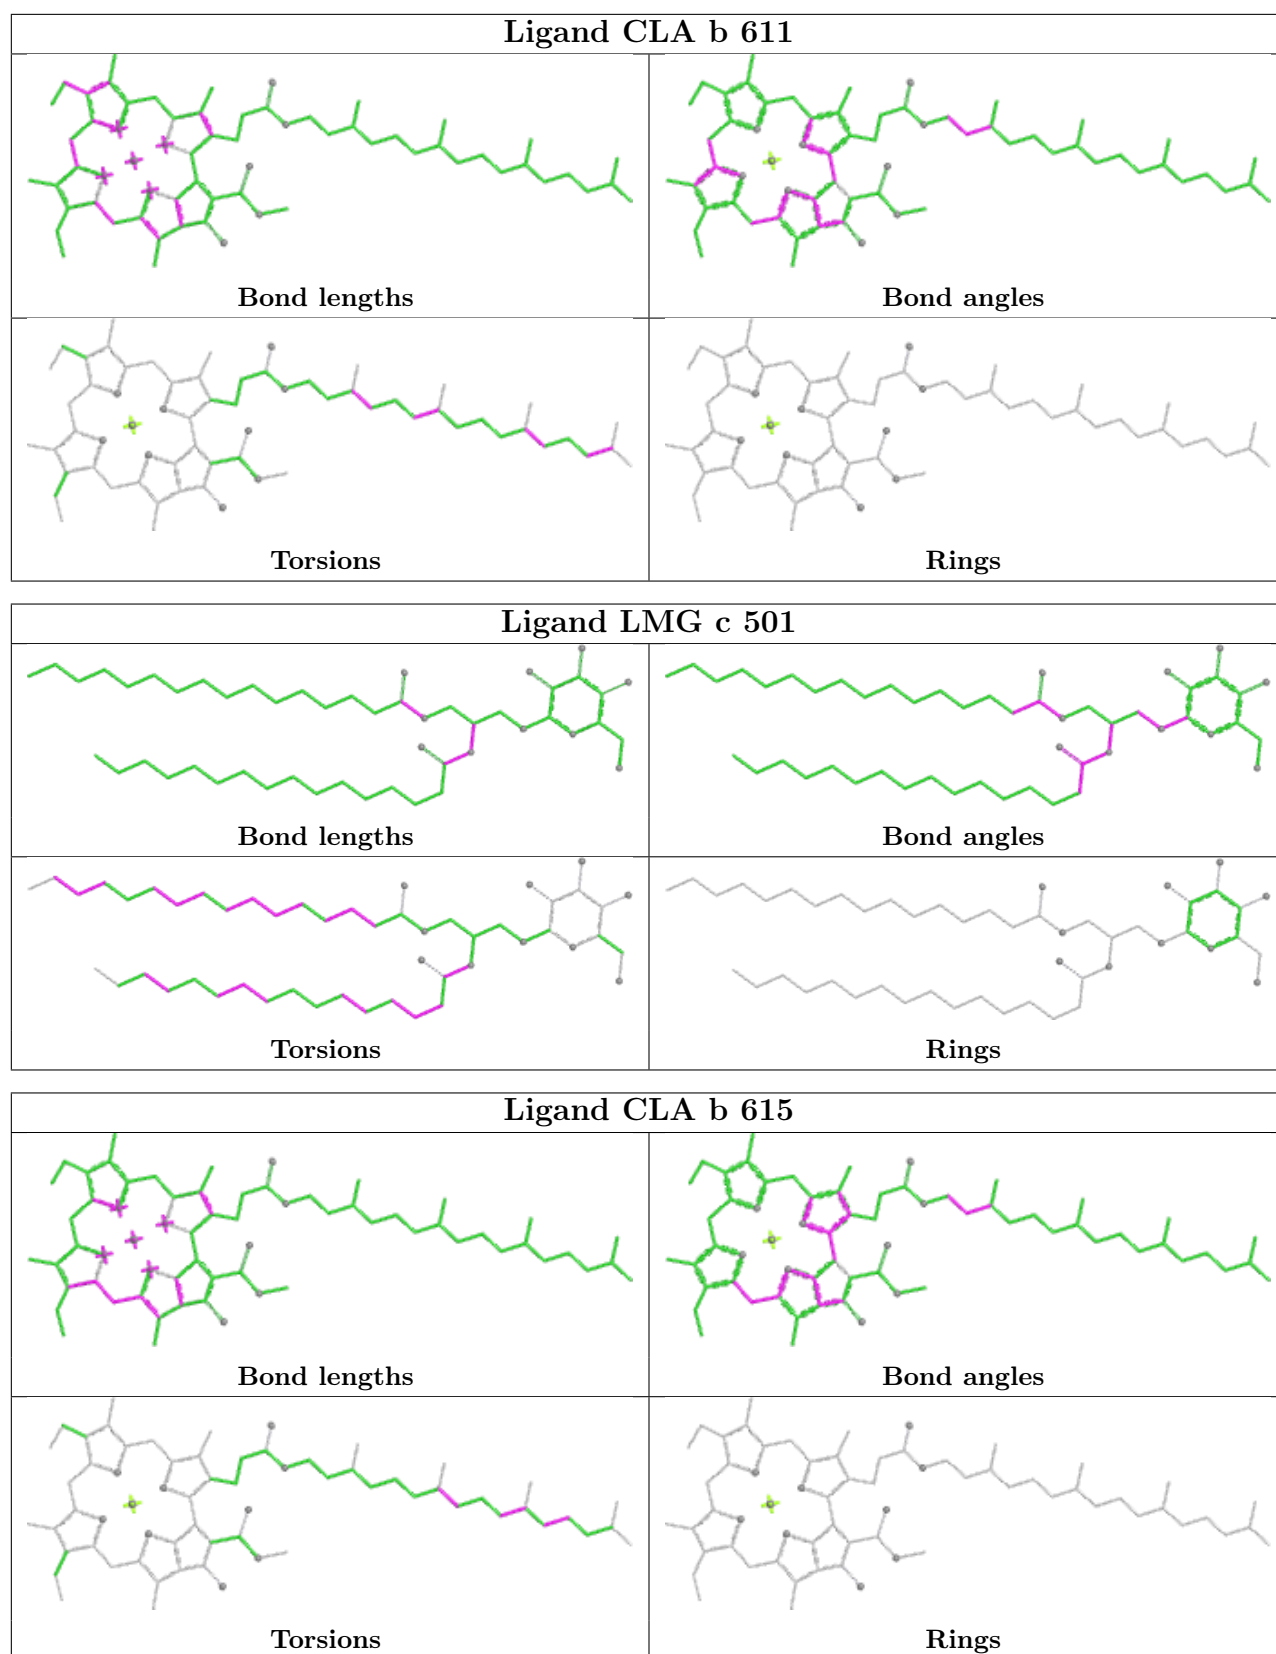 Ligand CLA b 611
Bond lengths
Bond angles
Torsions
Rings
Ligand LMG c 501
Bond lengths
Bond angles
Torsions
Rings
Ligand CLA b 615
Bond lengths
Bond angles
Torsions
Rings